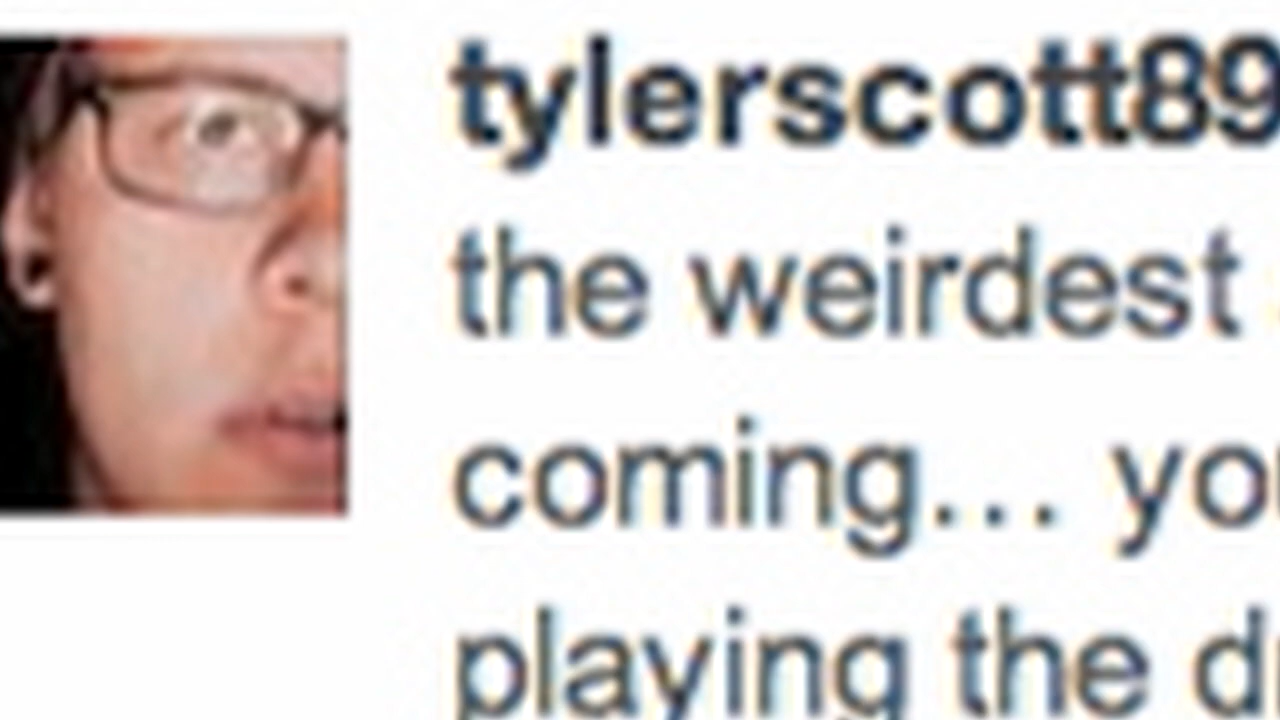 tylerscott89
the weirdest
coming… yo
playing the d